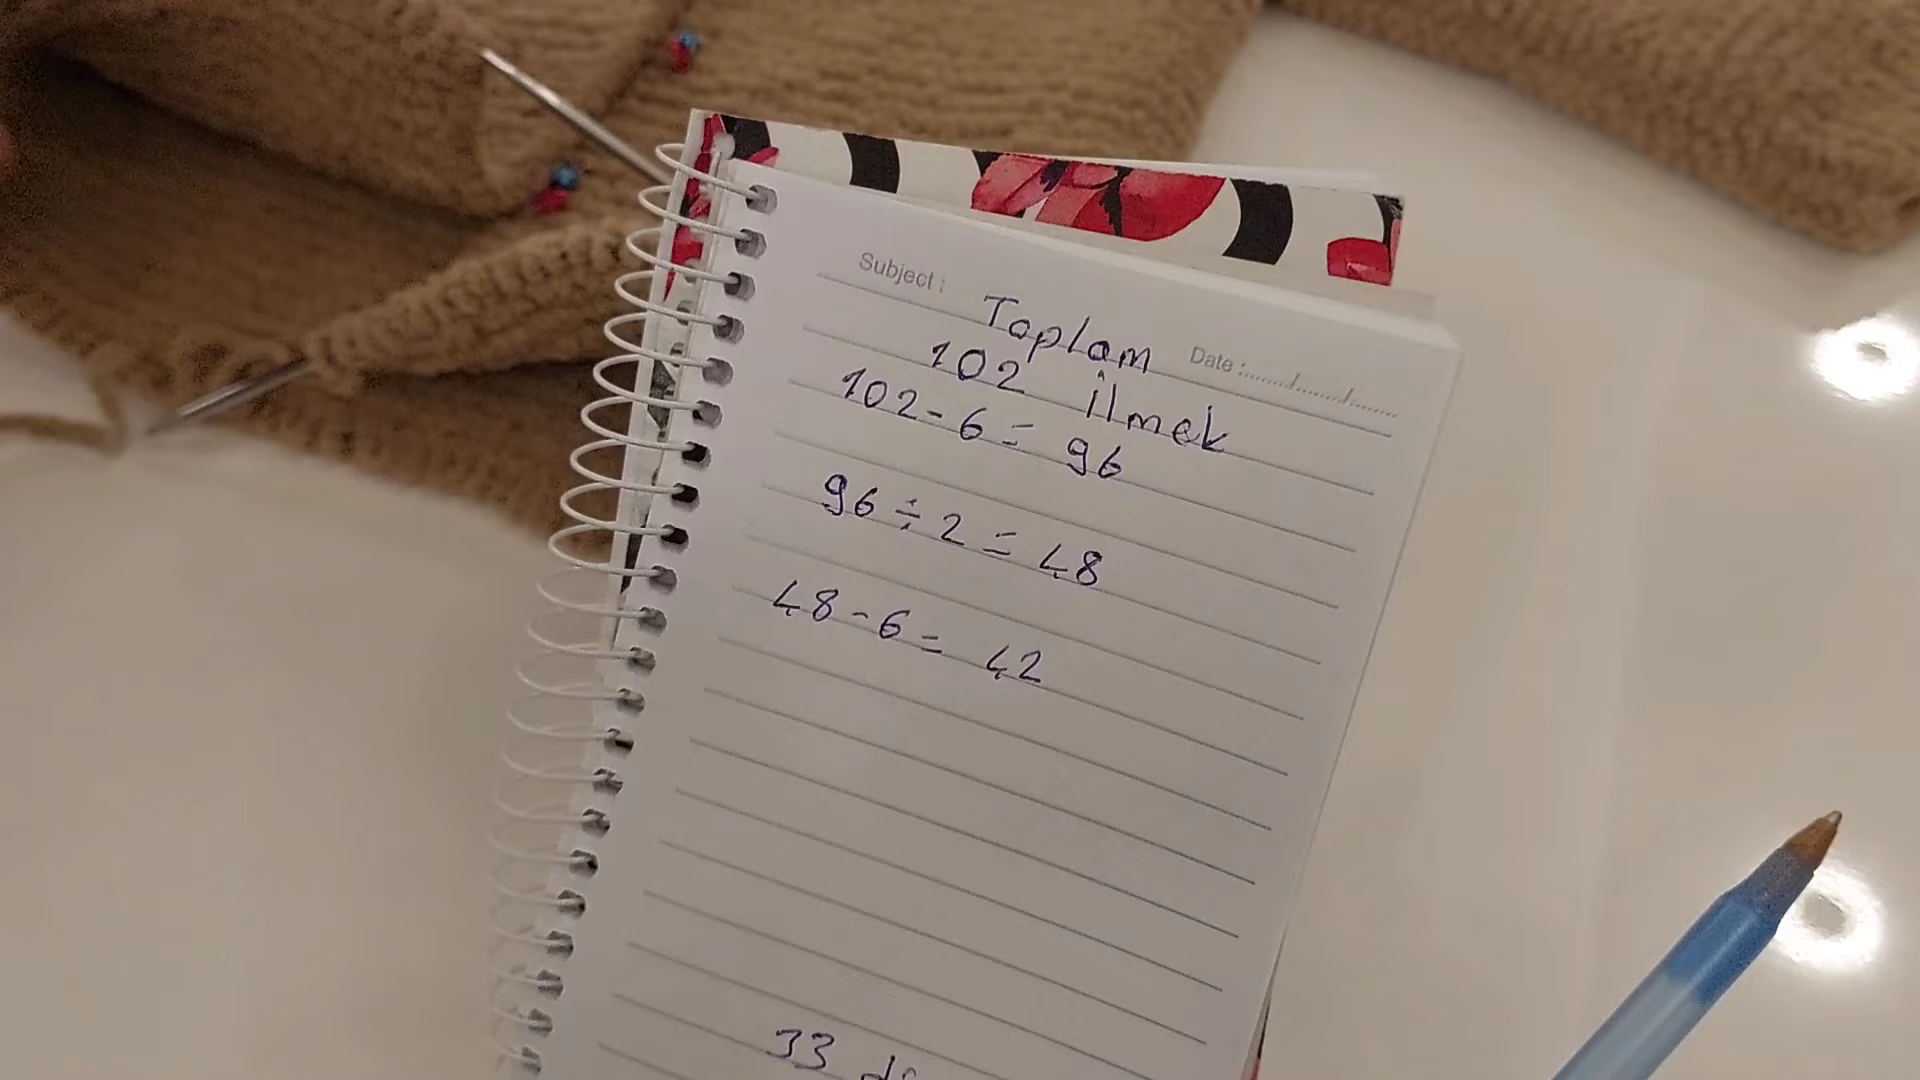 Subject :
Toplam
Date :....../....../......
102 ilmek
102 - 6 = 96
96 ÷ 2 = 48
48 - 6 = 42
33